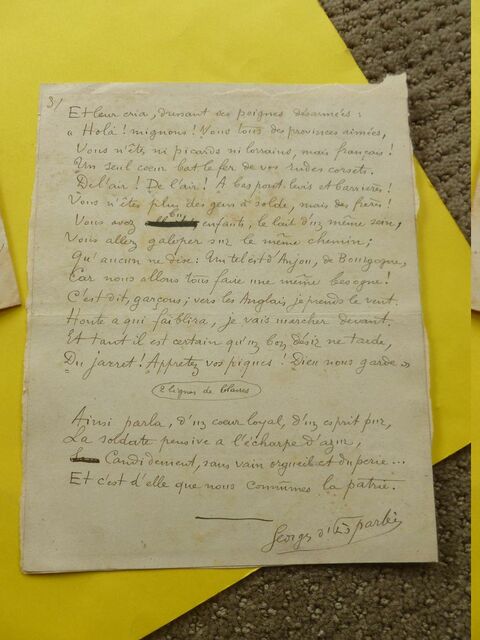 3/
Et leur cria, dressant ses poignes désarmées :
« Holà ! mignons ! Vous tous des provinces aimées,
Vous n'êtes ni picards ni lorrains, mais français !
Un seul coeur bat le fer de vos rudes corsets.
De l'air ! De l'air ! A bas pont-levis et barrières !
Vous n'êtes plus des gens à solde, mais des frères !
Vous avez bu, enfants, le lait d'un même sein,
Vous allez galoper sur le même chemin ;
Qu'aucun ne dise : Un tel est d'Anjou, de Bourgogne,
Car nous allons tous faire une même besogne !
C'est dit, garçons ; vers les Anglais je prends le vent.
Honte à qui faiblira, je vais marcher devant.
Et tant il est certain qu'un bon désir ne tarde,
Du jarret ! Apprêtez vos piques ! Dieu nous garde »
2 lignes de blanc
Ainsi parla, d'un coeur loyal, d'un esprit pur,
La soldate pensive à l'écharpe d'azur,
Candidement, sans vain orgueil et duperie...
Et c'est d'elle que nous connûmes la patrie.
Georges d'Esparbès